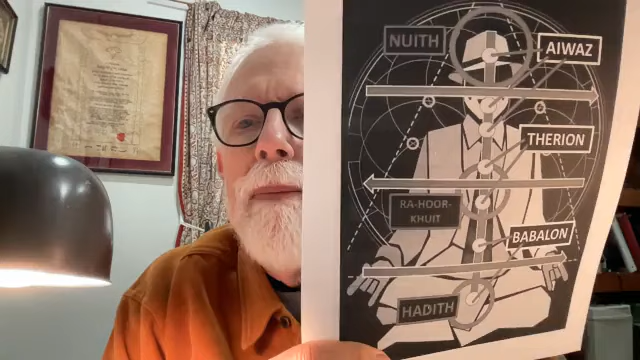 NUITH
AIWAZ
THERION
RA-HOOR-
KHUIT
BABALON
HADITH